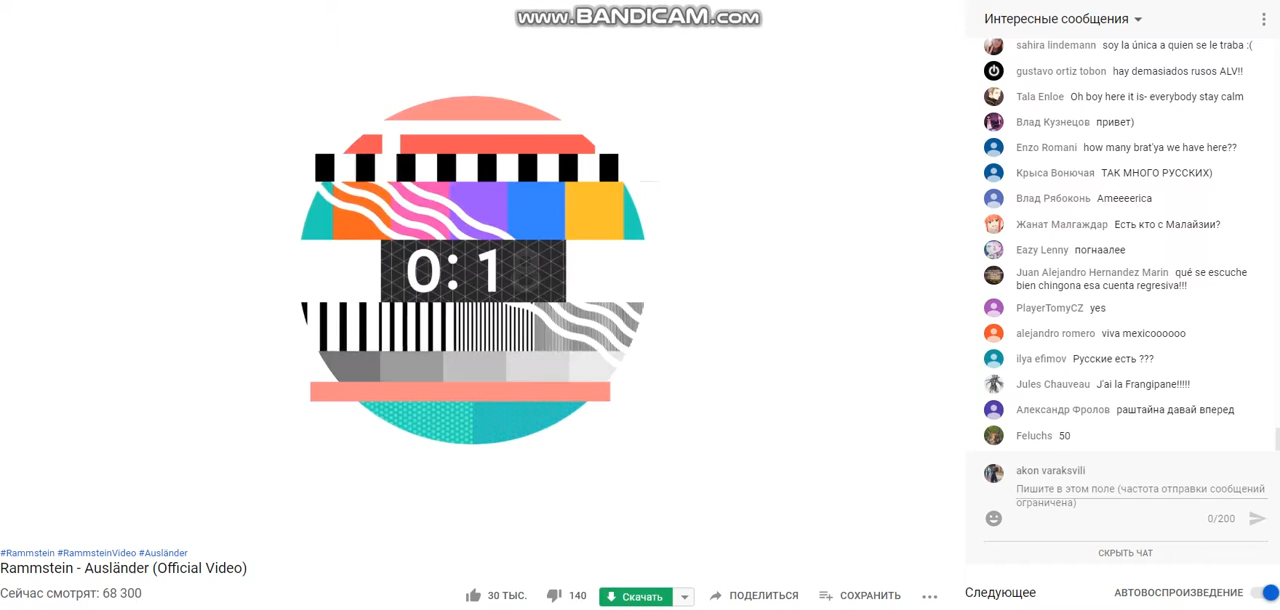 www.BANDICAM.com
Интересные сообщения
sahira lindemann soy la única a quien se le traba :(
gustavo ortiz tobon hay demasiados rusos ALV!!
Tala Enloe Oh boy here it is- everybody stay calm
Влад Кузнецов привет)
Enzo Romani how many brat'ya we have here??
Крыса Вонючая ТАК МНОГО РУССКИХ)
Влад Рябоконь Ameeeerica
Жанат Малгаждар Есть кто с Малайзии?
Eazy Lenny погнаалее
Juan Alejandro Hernandez Marin qué se escuche
bien chingona esa cuenta regresiva!!!
PlayerTomyCZ yes
alejandro romero viva mexicoooooo
ilya efimov Русские есть ???
Jules Chauveau J'ai la Frangipane!!!!!
Александр Фролов раштайна давай вперед
Feluchs 50
akon varaksvili
Пишите в этом поле (частота отправки сообщений
ограничена)
0/200
СКРЫТЬ ЧАТ
0: 1
#Rammstein #RammsteinVideo #Ausländer
Rammstein - Ausländer (Official Video)
Сейчас смотрят: 68 300
30 ТЫС. 140 Скачать ПОДЕЛИТЬСЯ СОХРАНИТЬ
Следующее АВТОВОСПРОИЗВЕДЕНИЕ